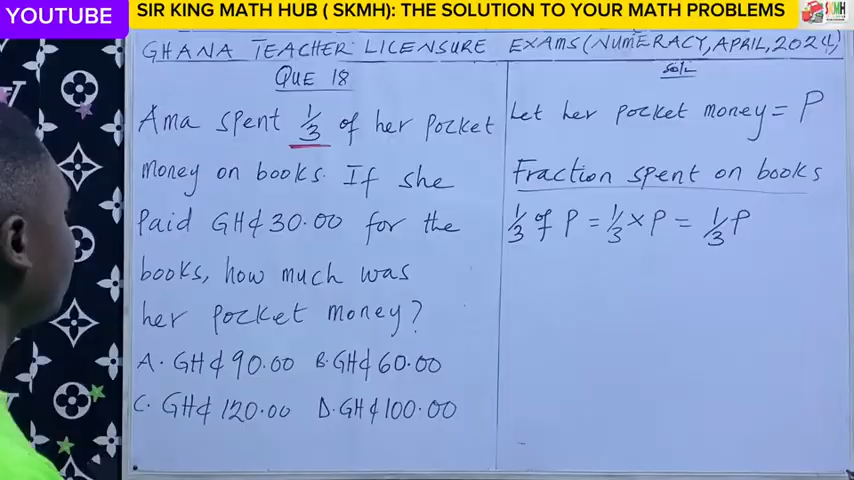 YOUTUBE
SIR KING MATH HUB ( SKMH): THE SOLUTION TO YOUR MATH PROBLEMS
SKMH
GHANA TEACHER LICENSURE EXAMS (NUMERACY, APRIL, 2024)
QUE 18
Ama spent 1/3 of her pocket
money on books. If she
Paid GH₵30.00 for the
books, how much was
her pocket money?
A. GH₵90.00 B. GH₵60.00
C. GH₵120.00 D. GH₵100.00
Soln
Let her pocket money = P
Fraction spent on books
1/3 of P = 1/3 × P = 1/3 P